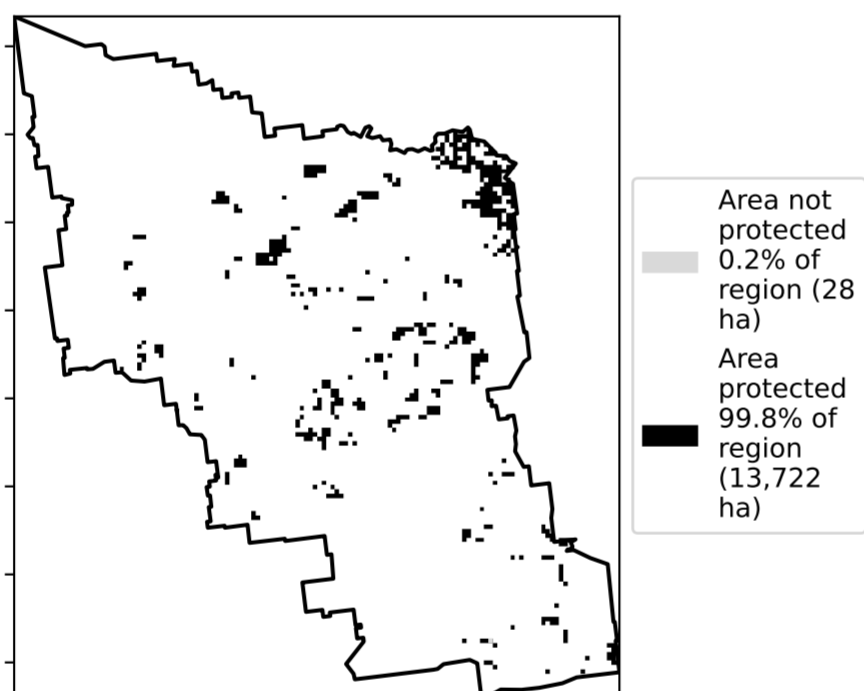 Area not
protected
0.2% of
region (28
ha)
Area
protected
99.8% of
region
(13,722
ha)